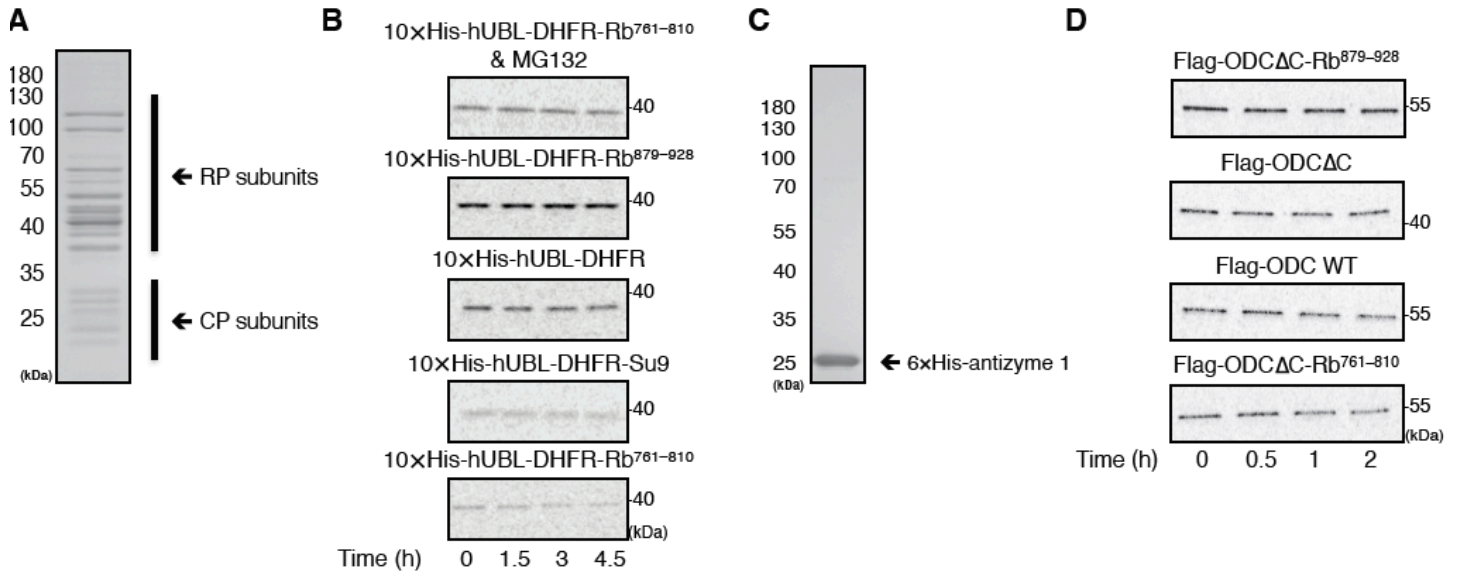 A
180
130
100
70
55
40
35
25
(kDa)
RP subunits
CP subunits
B
10×His-hUBL-DHFR-Rb⁷⁶¹⁻⁸¹⁰
& MG132
-40
10×His-hUBL-DHFR-Rb⁸⁷⁹⁻⁹²⁸
-40
10×His-hUBL-DHFR
-40
10×His-hUBL-DHFR-Su9
-40
10×His-hUBL-DHFR-Rb⁷⁶¹⁻⁸¹⁰
-40
(kDa)
Time (h) 0 1.5 3 4.5
C
180
130
100
70
55
40
35
25
(kDa)
6×His-antizyme 1
D
Flag-ODCΔC-Rb⁸⁷⁹⁻⁹²⁸
-55
Flag-ODCΔC
-40
Flag-ODC WT
-55
Flag-ODCΔC-Rb⁷⁶¹⁻⁸¹⁰
-55
(kDa)
Time (h) 0 0.5 1 2